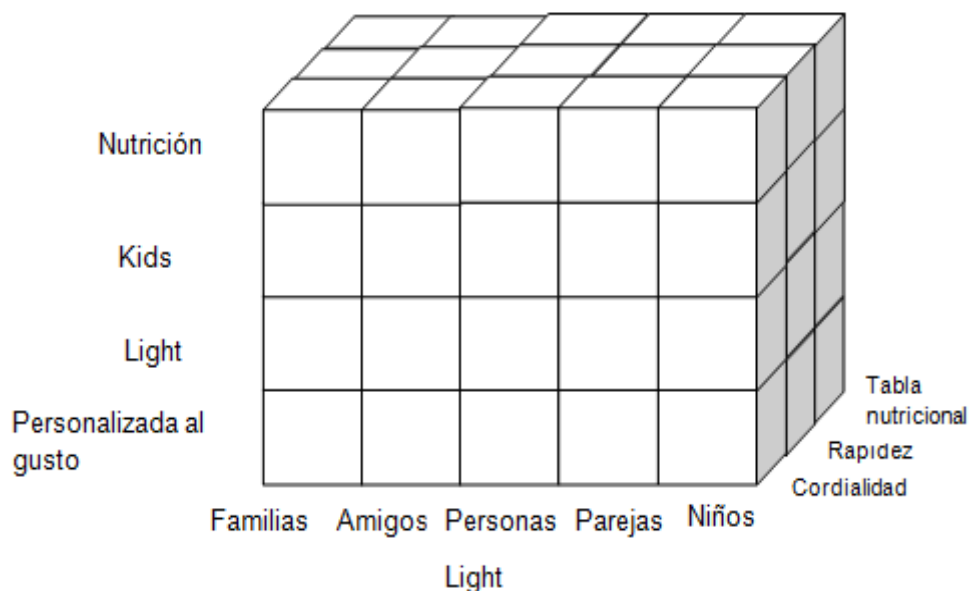 Nutrición
Kids
Light
Personalizada al
gusto
Tabla
nutricional
Rapidez
Cordialidad
Familias Amigos Personas Parejas Niños
Light